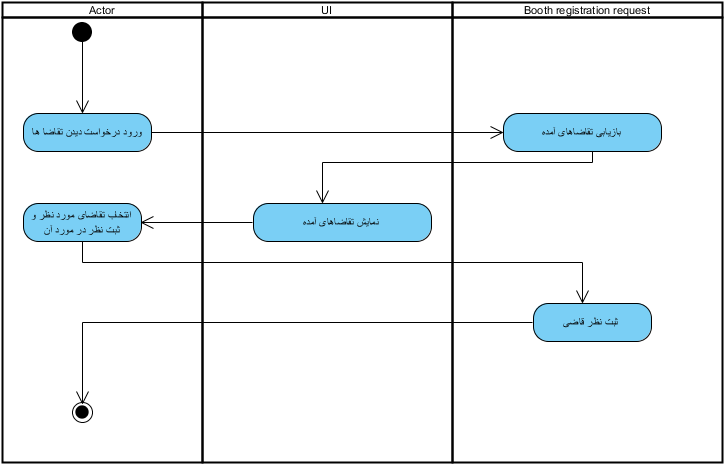 Actor
UI
Booth registration request
ورود درخواست دیدن تقاضا ها
بازیابی تقاضاهای آمده
نمایش تقاضاهای آمده
انتخاب تقاضای مورد نظر و
ثبت نظر در مورد آن
ثبت نظر قاضی